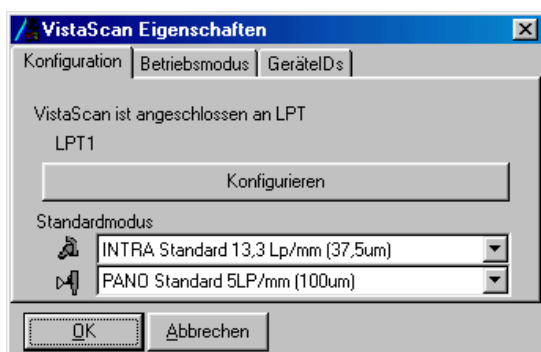 VistaScan Eigenschaften
Konfiguration Betriebsmodus GeräteIDs
VistaScan ist angeschlossen an LPT
LPT1
Konfigurieren
Standardmodus
INTRA Standard 13,3 Lp/mm (37,5um)
PANO Standard 5LP/mm (100um)
OK Abbrechen